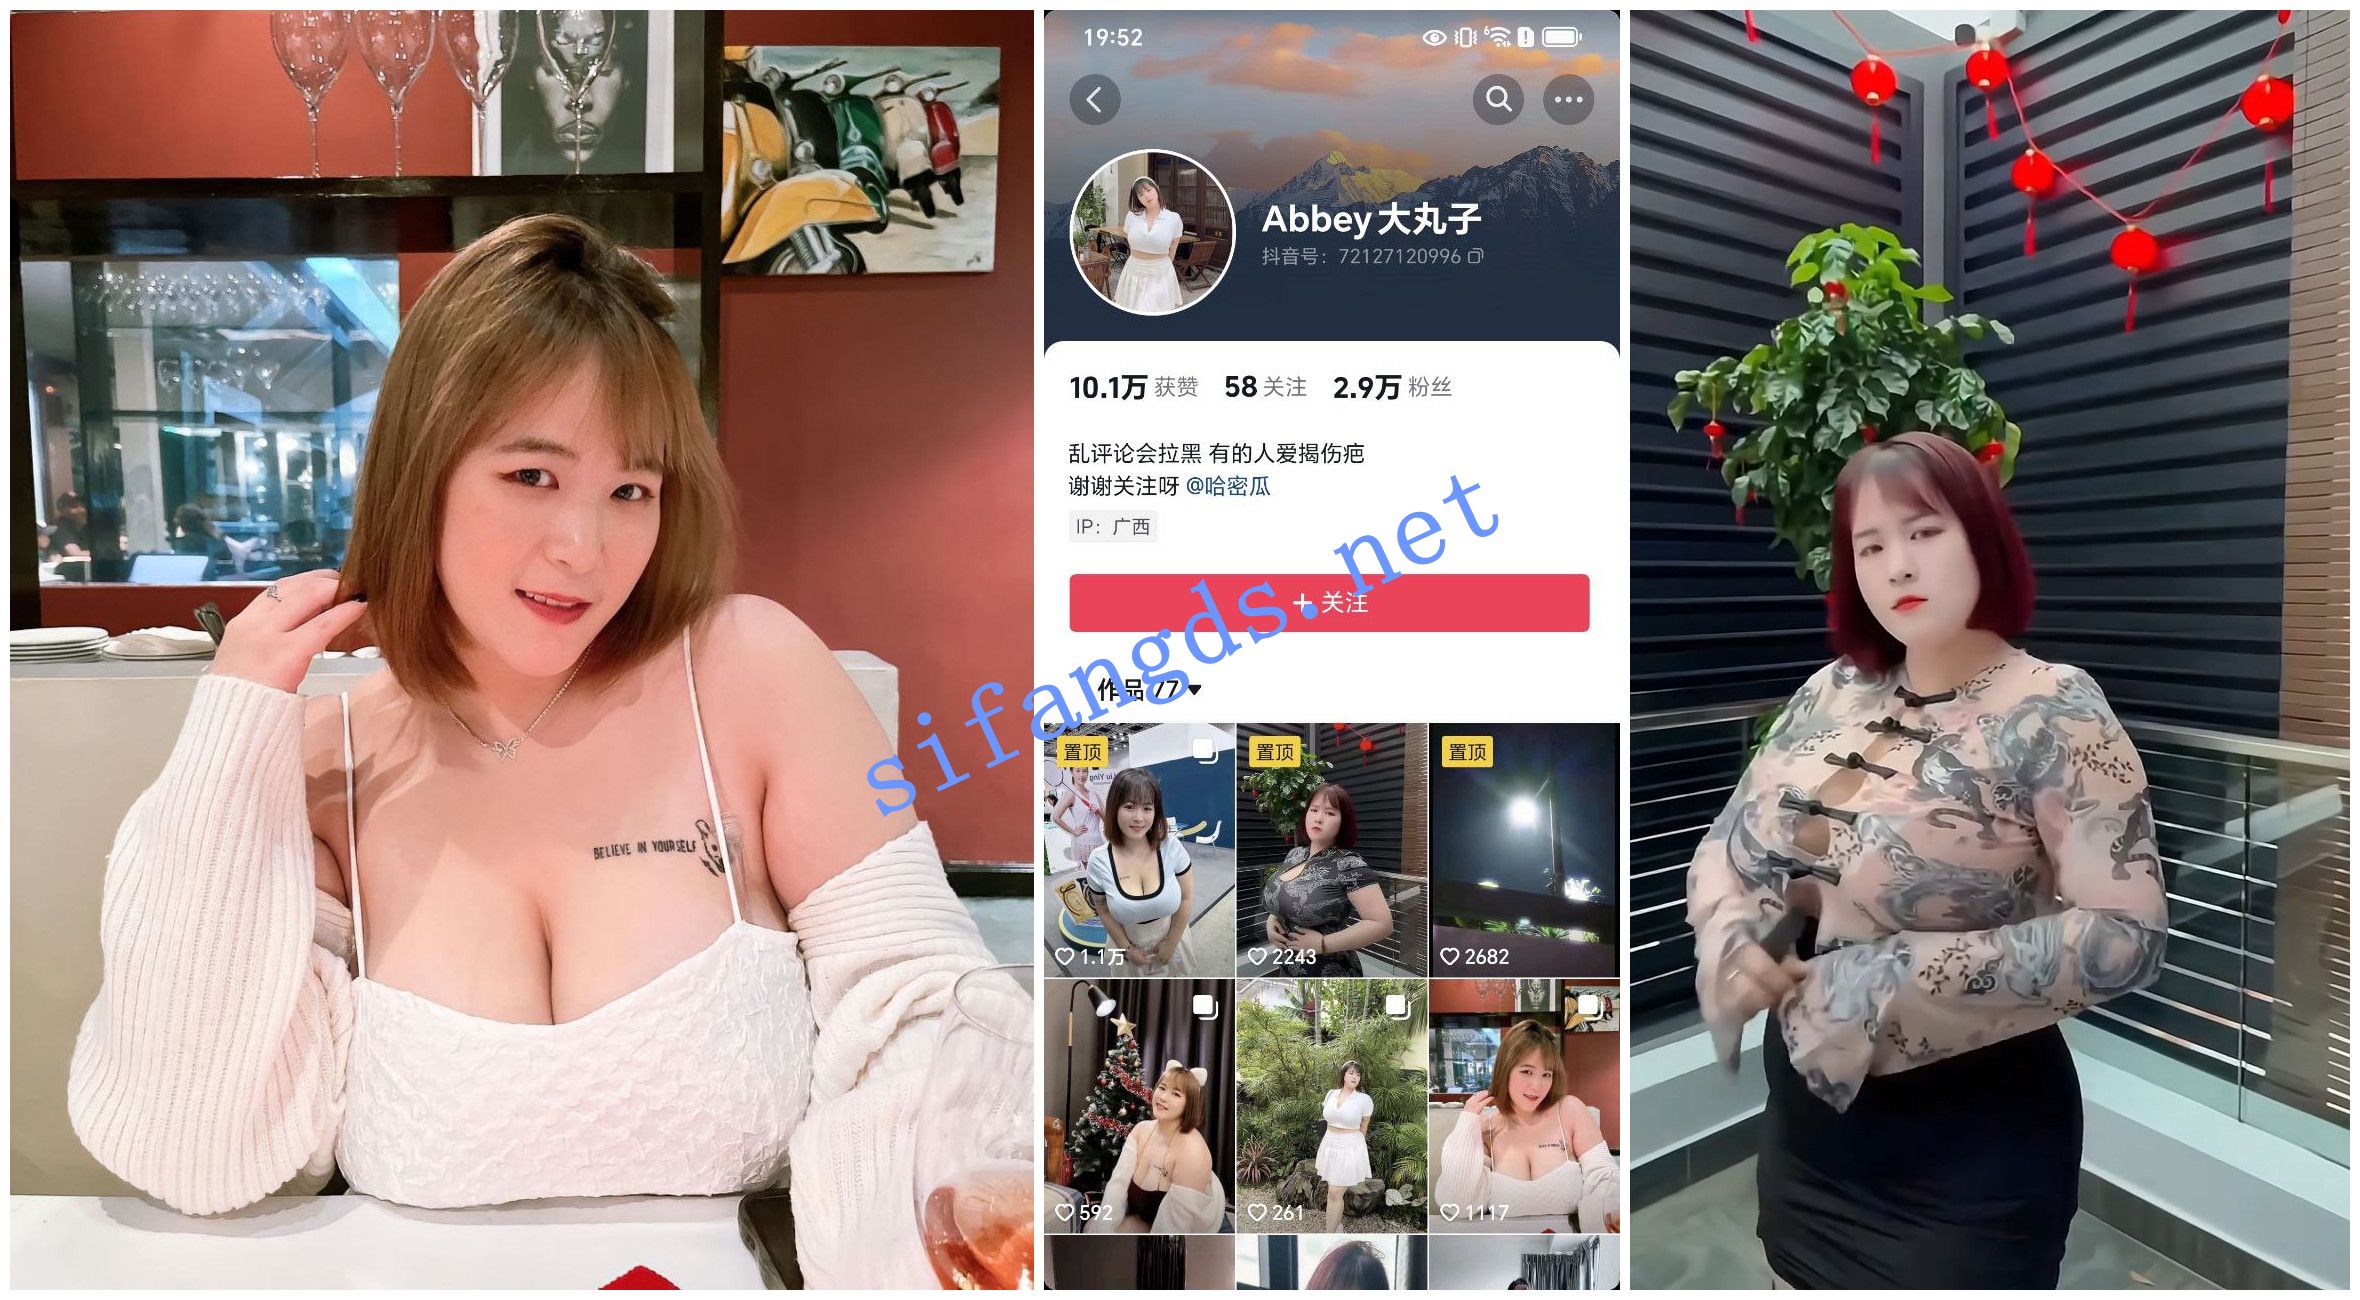 BELIEVE IN YOURSELF
19:52
Abbey大丸子
抖音号：72127120996
10.1万 获赞 58 关注 2.9万 粉丝
乱评论会拉黑 有的人爱揭伤疤
谢谢关注呀 @哈密瓜
IP：广西
+ 关注
作品 77
置顶 置顶 置顶
Liu Ying
1.1万 2243 2682
592 261 1117
sifangds.net